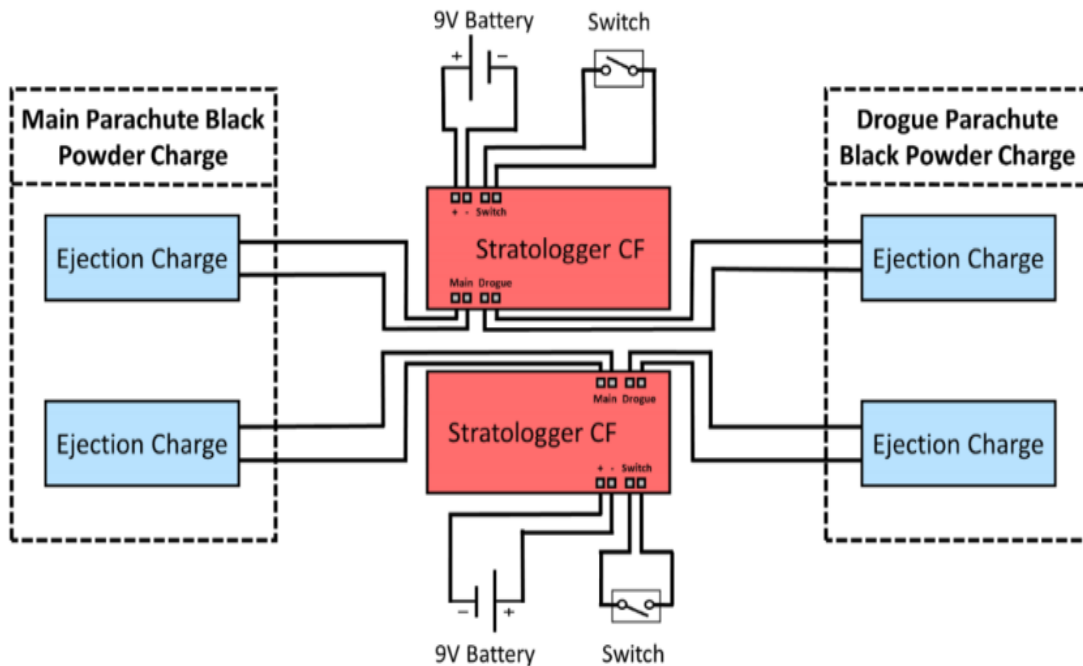 9V Battery
Switch
+ −
Main Parachute Black
Powder Charge
Drogue Parachute
Black Powder Charge
+ - Switch
Ejection Charge
Stratologger CF
Ejection Charge
Main Drogue
Main Drogue
Ejection Charge
Stratologger CF
Ejection Charge
+ - Switch
− +
9V Battery
Switch